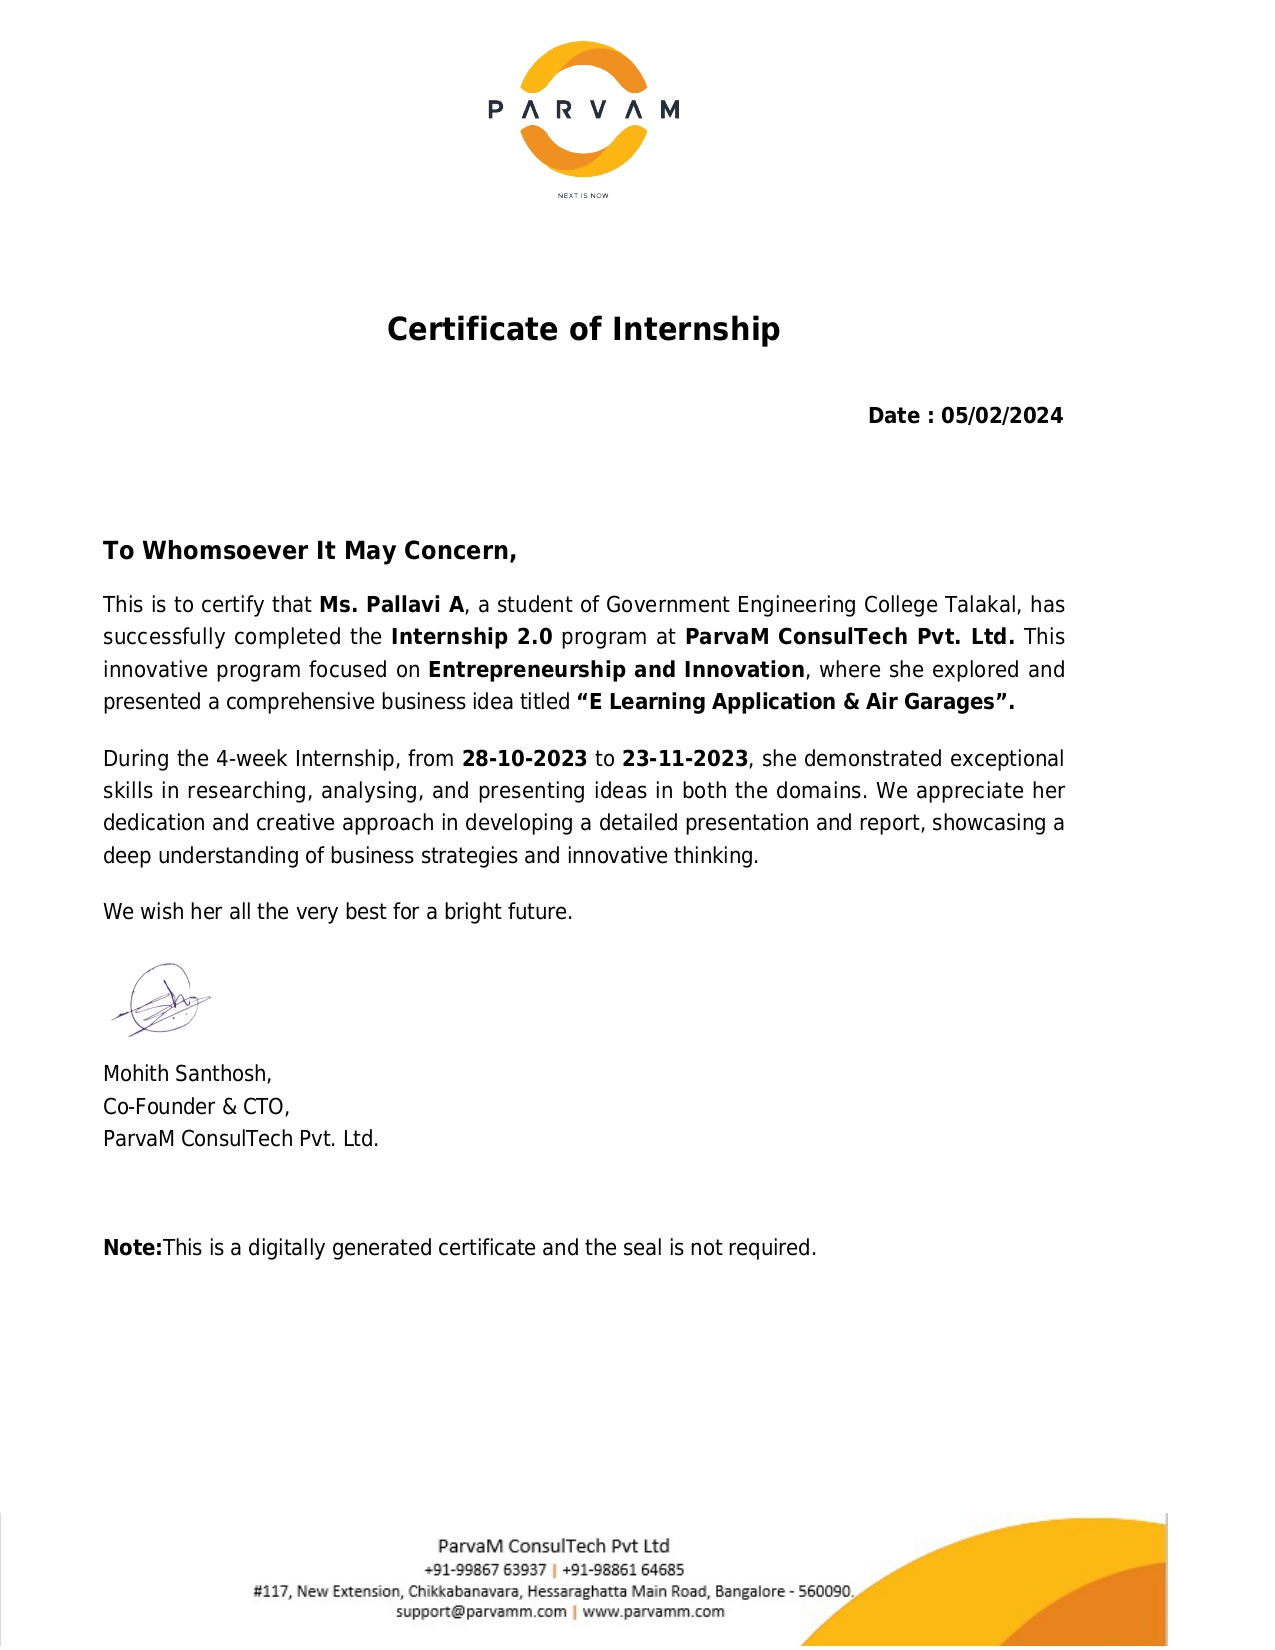 PARVAM
NEXT IS NOW
Certificate of Internship
Date : 05/02/2024
To Whomsoever It May Concern,
This is to certify that Ms. Pallavi A, a student of Government Engineering College Talakal, has
successfully completed the Internship 2.0 program at ParvaM ConsulTech Pvt. Ltd. This
innovative program focused on Entrepreneurship and Innovation, where she explored and
presented a comprehensive business idea titled “E Learning Application & Air Garages”.
During the 4-week Internship, from 28-10-2023 to 23-11-2023, she demonstrated exceptional
skills in researching, analysing, and presenting ideas in both the domains. We appreciate her
dedication and creative approach in developing a detailed presentation and report, showcasing a
deep understanding of business strategies and innovative thinking.
We wish her all the very best for a bright future.
Mohith Santhosh,
Co-Founder & CTO,
ParvaM ConsulTech Pvt. Ltd.
Note:This is a digitally generated certificate and the seal is not required.
ParvaM ConsulTech Pvt Ltd
+91-99867 63937 | +91-98861 64685
#117, New Extension, Chikkabanavara, Hessaraghatta Main Road, Bangalore - 560090.
support@parvamm.com | www.parvamm.com